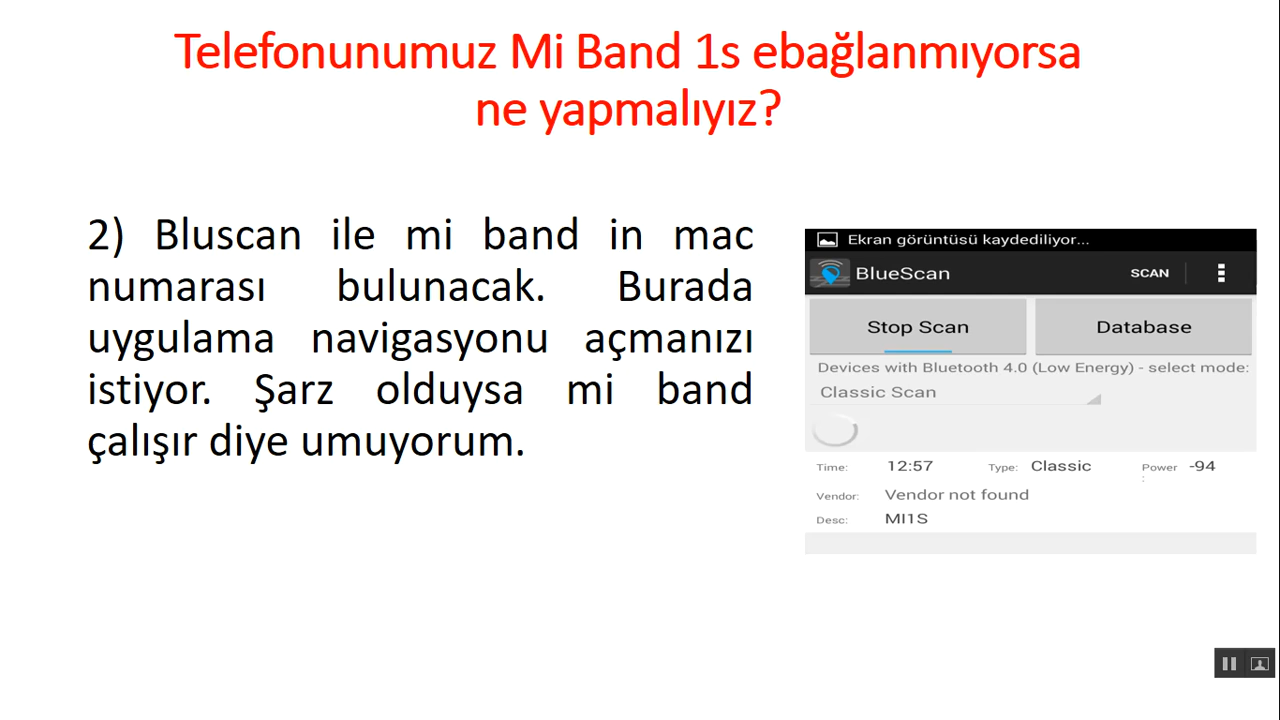 Telefonunumuz Mi Band 1s ebağlanmıyorsa
ne yapmalıyız?
2) Bluscan ile mi band in mac
numarası bulunacak. Burada
uygulama navigasyonu açmanızı
istiyor. Şarz olduysa mi band
çalışır diye umuyorum.
Ekran görüntüsü kaydediliyor...
BlueScan SCAN
Stop Scan Database
Devices with Bluetooth 4.0 (Low Energy) - select mode:
Classic Scan
Time: 12:57 Type: Classic Power : -94
Vendor: Vendor not found
Desc: MI1S